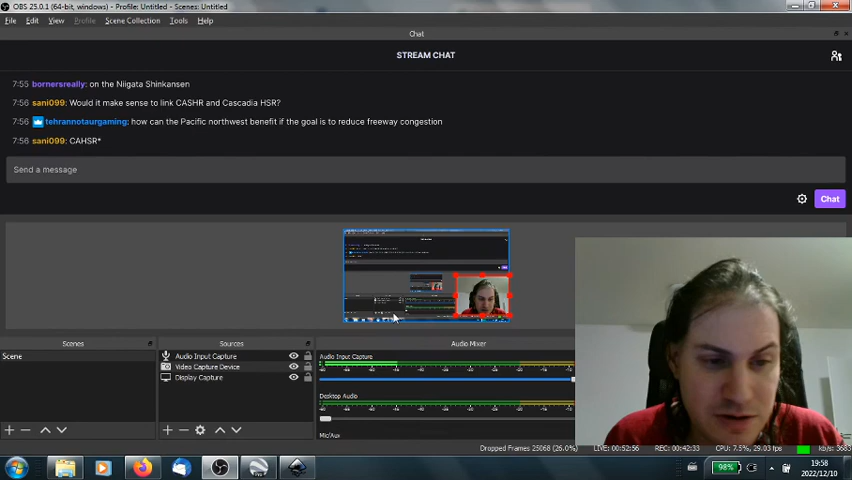 OBS 25.0.1 (64-bit, windows) - Profile: Untitled - Scenes: Untitled
File Edit View Profile Scene Collection Tools Help
Chat
STREAM CHAT
7:55 bornersreally: on the Niigata Shinkansen
7:56 sani099: Would it make sense to link CASHR and Cascadia HSR?
7:56 tehrannotaurgaming: how can the Pacific northwest benefit if the goal is to reduce freeway congestion
7:56 sani099: CAHSR*
Send a message
Chat
Scenes Sources Audio Mixer
Scene
Audio Input Capture
Video Capture Device
Display Capture
Audio Input Capture
Desktop Audio
Mic/Aux
Dropped Frames 25068 (26.0%) LIVE: 00:52:56 REC: 00:42:33 CPU: 7.5%, 29.03 fps kb/s: 3683
98%
19:58
2022/12/10